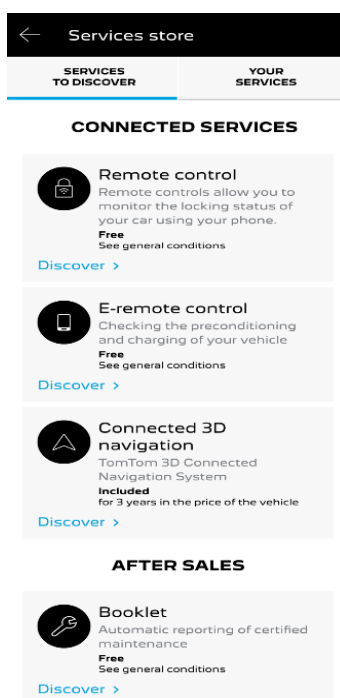 Services store
SERVICES
TO DISCOVER
YOUR
SERVICES
CONNECTED SERVICES
Remote control
Remote controls allow you to
monitor the locking status of
your car using your phone.
Free
See general conditions
Discover >
E-remote control
Checking the preconditioning
and charging of your vehicle
Free
See general conditions
Discover >
Connected 3D
navigation
TomTom 3D Connected
Navigation System
Included
for 3 years in the price of the vehicle
Discover >
AFTER SALES
Booklet
Automatic reporting of certified
maintenance
Free
See general conditions
Discover >